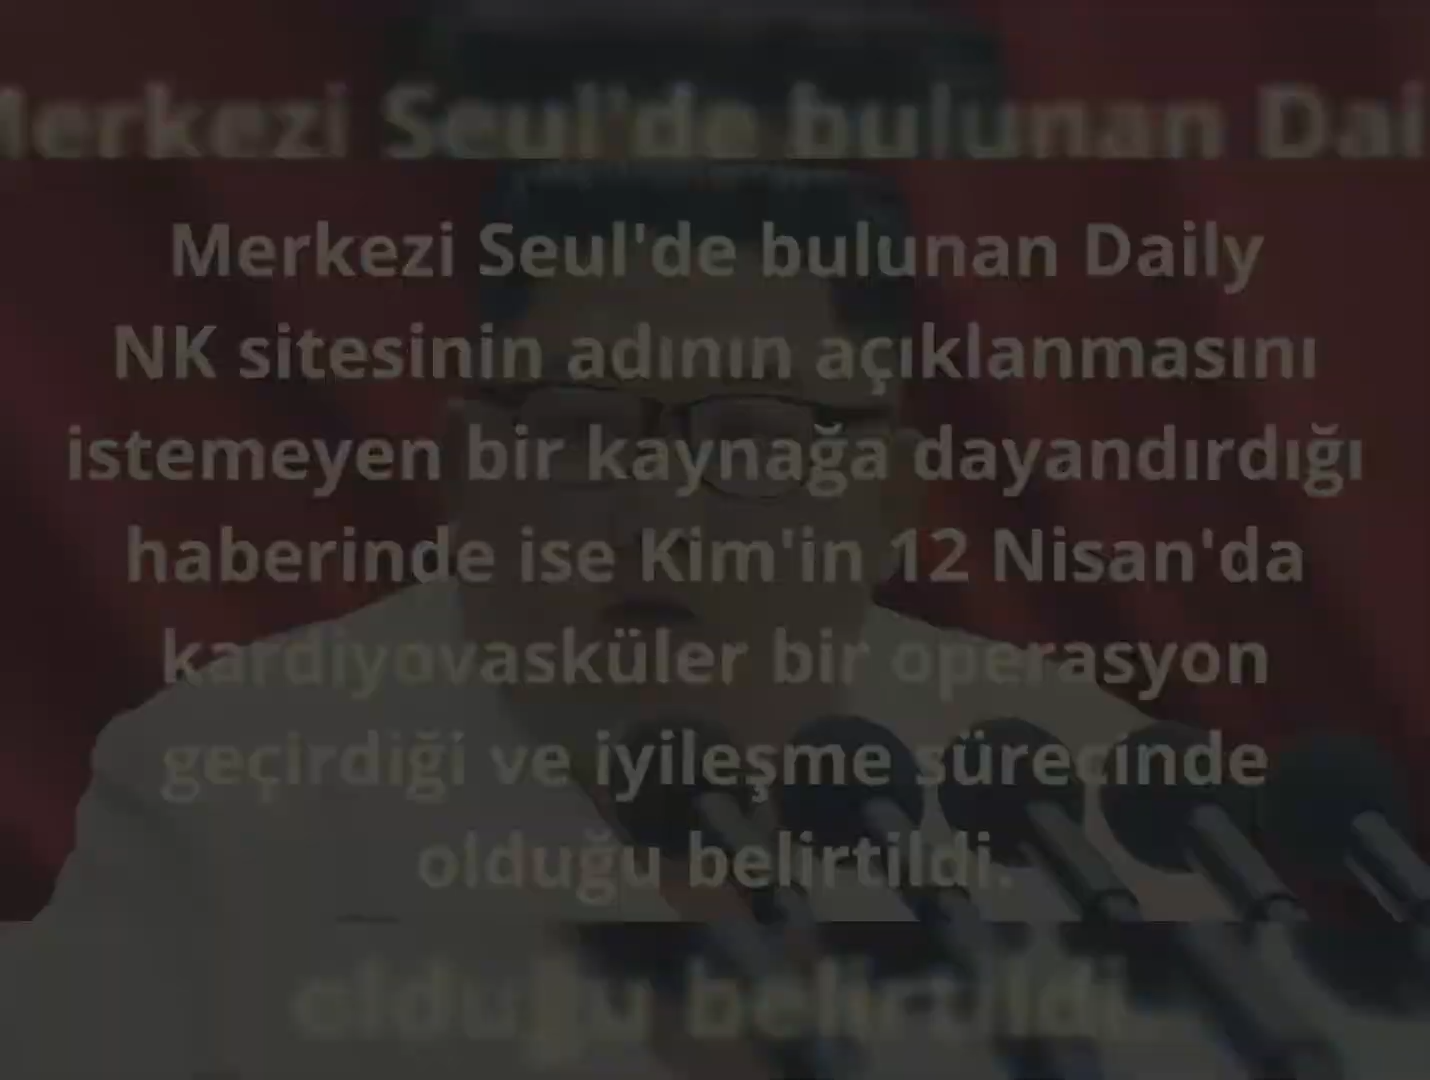 Merkezi Seul'de bulunan Dai
Merkezi Seul'de bulunan Daily
NK sitesinin adının açıklanmasını
istemeyen bir kaynağa dayandırdığı
haberinde ise Kim'in 12 Nisan'da
kardiyovasküler bir operasyon
geçirdiği ve iyileşme sürecinde
olduğu belirtildi.
olduğu belirtildi.